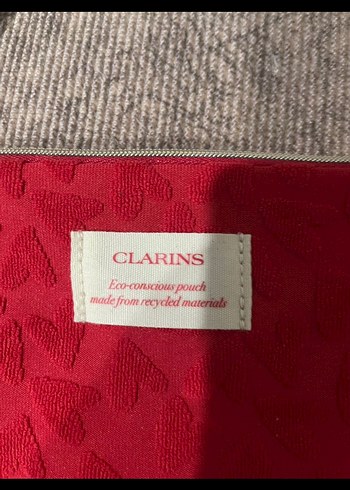 CLARINS
Eco-conscious pouch
made from recycled materials